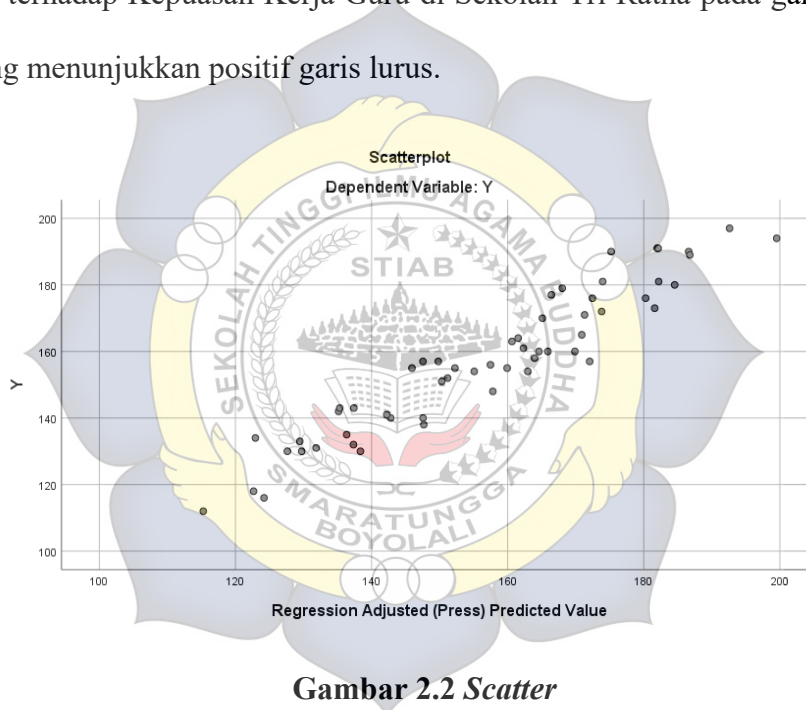 terhadap Kepuasan Kerja Guru di Sekolah Tri Ratna pada
ng menunjukkan positif garis lurus.
Scatterplot
Dependent Variable: Y
SEKOLAH TINGGI ILMU AGAMA BUDDHA
STIAB
SMARATUNGGA
BOYOLALI
200
180
160
140
120
100
Y
100 120 140 160 180 200
Regression Adjusted (Press) Predicted Value
Gambar 2.2 Scatter